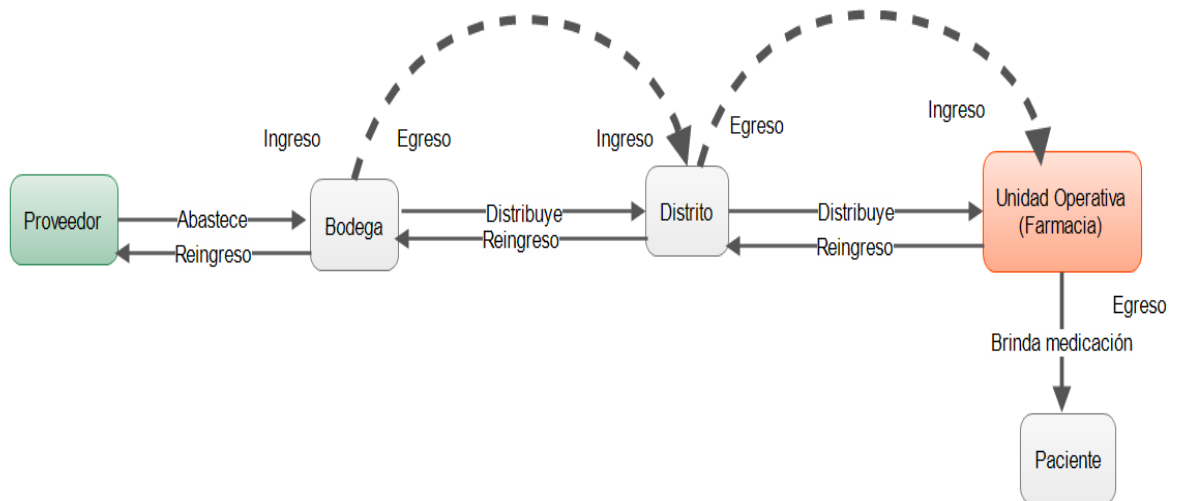 Ingreso
Egreso
Ingreso
Egreso
Ingreso
Proveedor
Abastece
Reingreso
Bodega
Distribuye
Reingreso
Distrito
Distribuye
Reingreso
Unidad Operativa
(Farmacia)
Egreso
Brinda medicación
Paciente